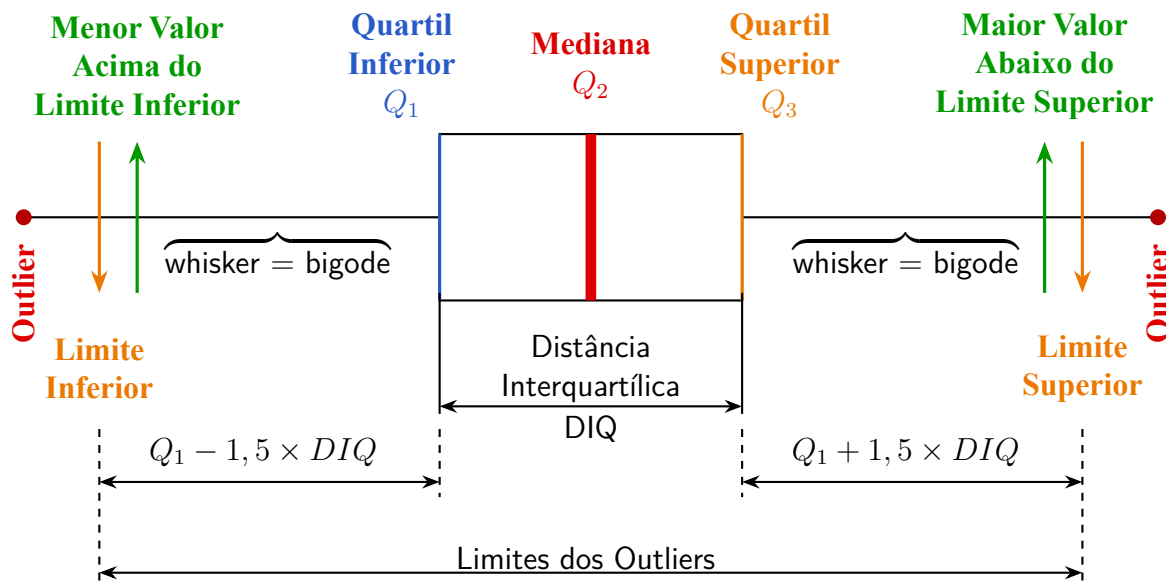 Menor Valor
Acima do
Limite Inferior
Quartil
Inferior
Q₁
Mediana
Q₂
Quartil
Superior
Q₃
Maior Valor
Abaixo do
Limite Superior
Outlier
whisker = bigode
whisker = bigode
Outlier
Limite
Inferior
Distância
Interquartílica
DIQ
Limite
Superior
Q₁ − 1, 5 × DIQ
Q₁ + 1, 5 × DIQ
Limites dos Outliers